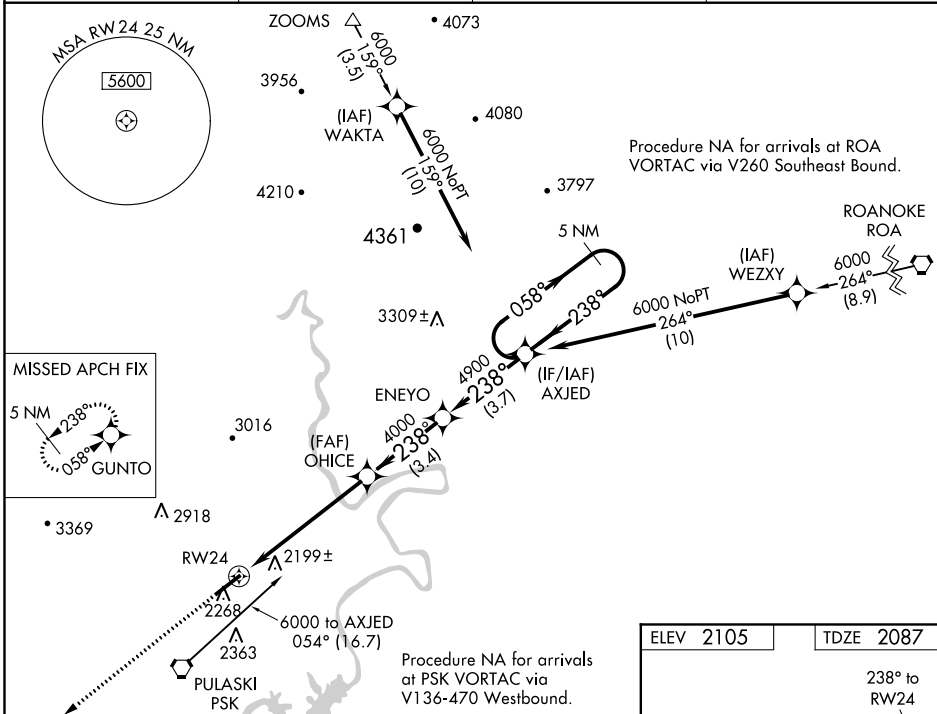 MSA RW 24 25 NM
5600
ZOOMS
6000
159°
(3.5)
4073
3956
(IAF)
WAKTA
4080
6000 NoPT
159°
(10)
Procedure NA for arrivals at ROA
VORTAC via V260 Southeast Bound.
4210
3797
4361
5 NM
ROANOKE
ROA
(IAF)
WEZXY
6000
264°
(8.9)
058°
238°
6000 NoPT
264°
(10)
3309±
(IF/IAF)
AXJED
4900
238°
(3.7)
MISSED APCH FIX
5 NM
238°
058°
GUNTO
ENEYO
4000
238°
(3.4)
3016
(FAF)
OHICE
2918
3369
RW24
2199±
2268
6000 to AXJED
054° (16.7)
2363
PULASKI
PSK
Procedure NA for arrivals
at PSK VORTAC via
V136-470 Westbound.
ELEV 2105
TDZE 2087
238° to
RW24